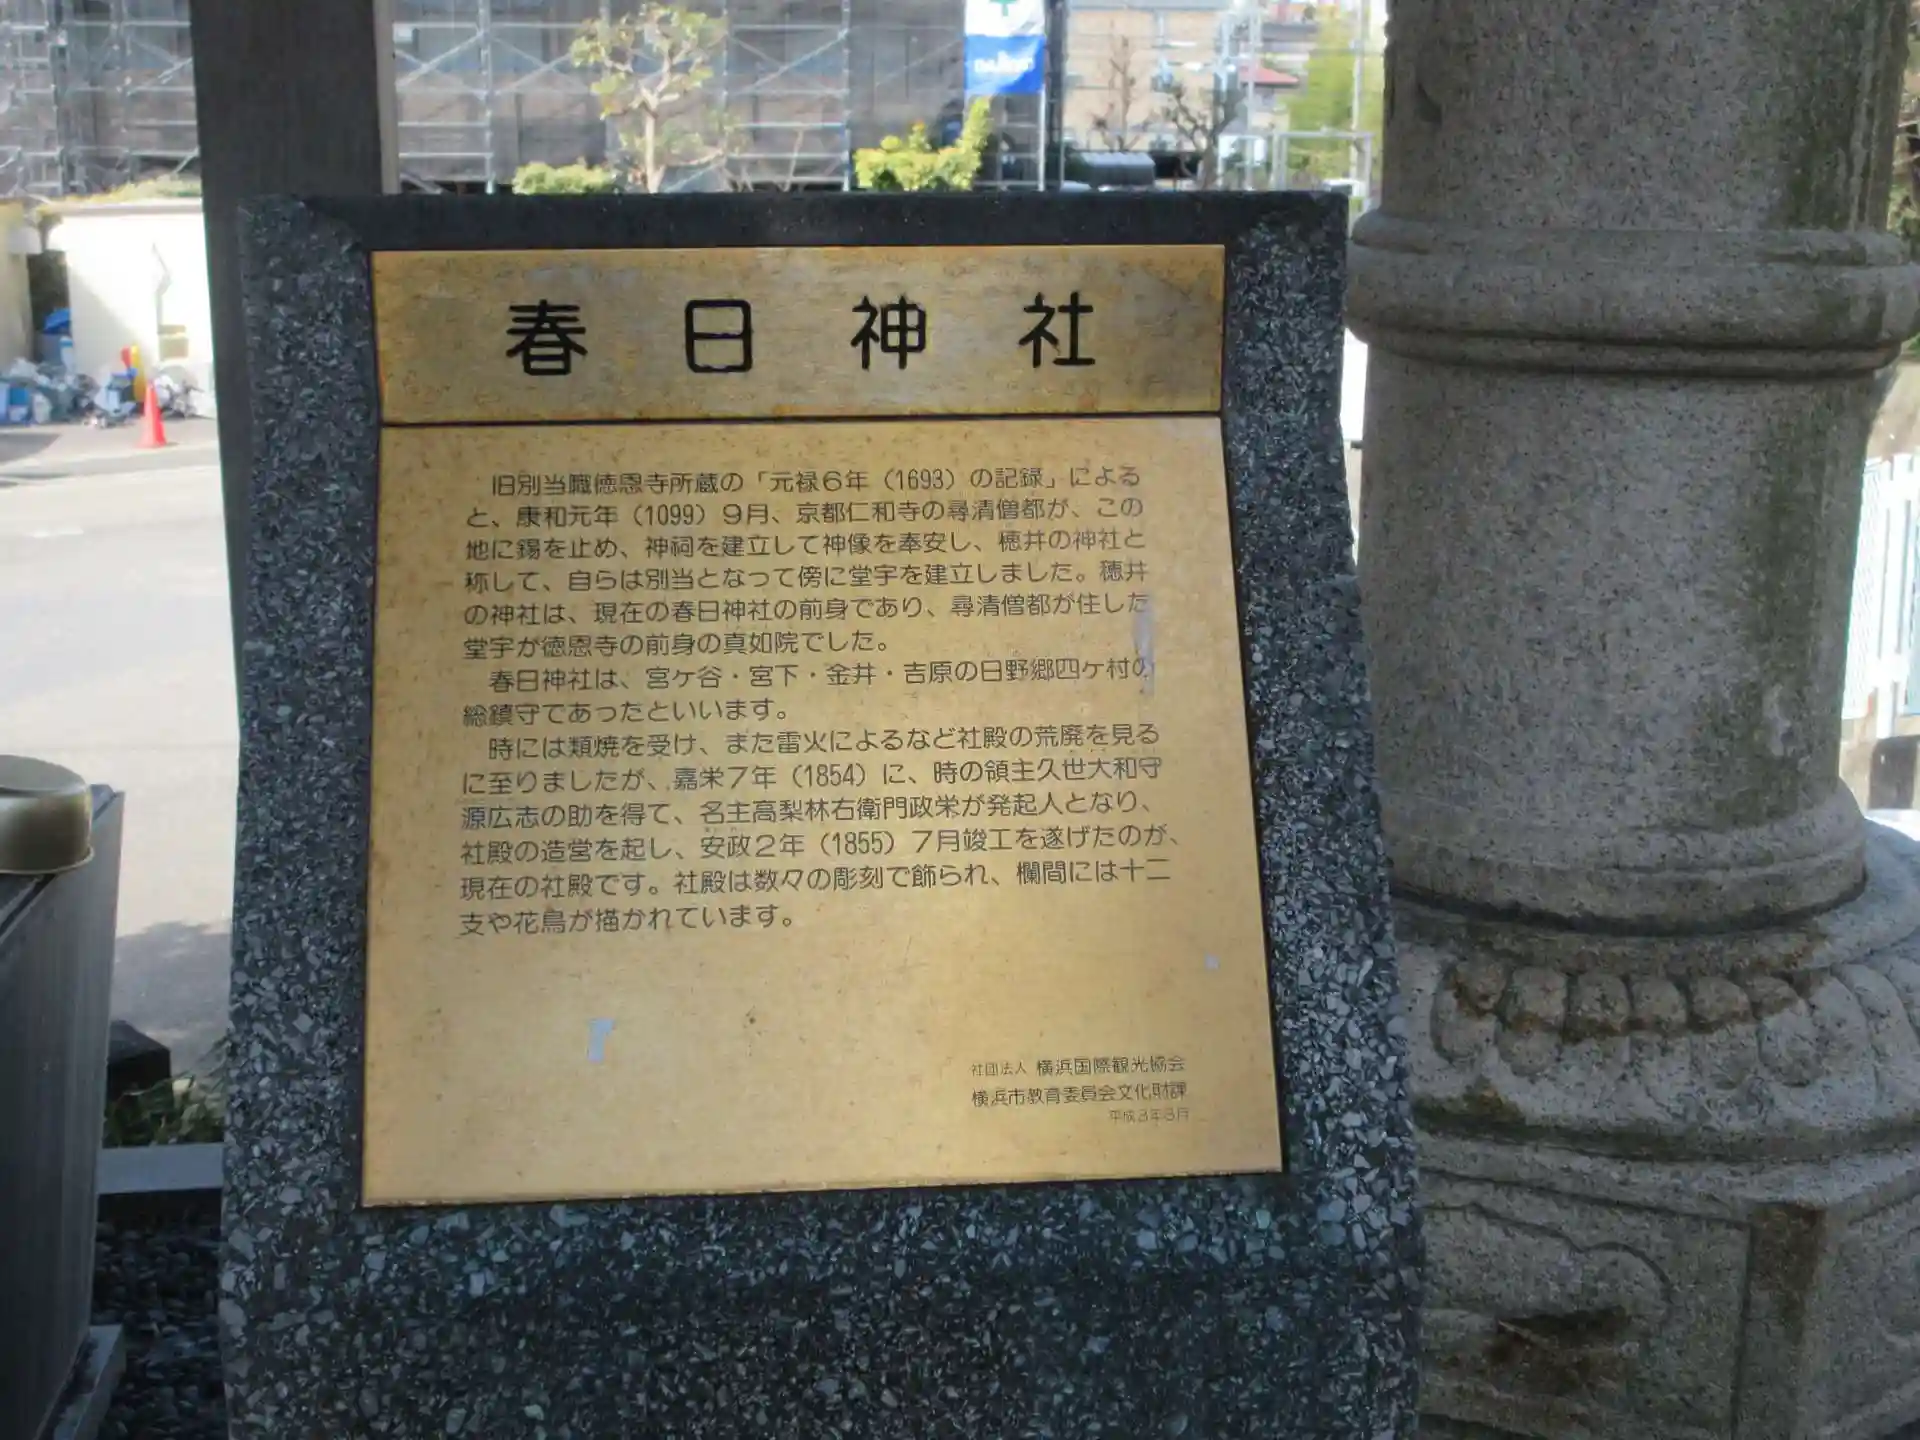 春日神社
旧別当職徳恩寺所蔵の「元禄６年（1693）の記録」による
と、康和元年（1099）９月、京都仁和寺の尋清僧都が、この
地に錫を止め、神祠を建立して神像を奉安し、穂井の神社と
称して、自らは別当となって傍に堂宇を建立しました。穂井
の神社は、現在の春日神社の前身であり、尋清僧都が住した
堂宇が徳恩寺の前身の真如院でした。
春日神社は、宮ケ谷・宮下・金井・吉原の日野郷四ケ村の
総鎮守であったといいます。
時には類焼を受け、また雷火によるなど社殿の荒廃を見る
に至りましたが、嘉栄７年（1854）に、時の領主久世大和守
源広志の助を得て、名主高梨林右衛門政栄が発起人となり、
社殿の造営を起し、安政２年（1855）７月竣工を遂げたのが、
現在の社殿です。社殿は数々の彫刻で飾られ、欄間には十二
支や花鳥が描かれています。
社団法人 横浜国際観光協会
横浜市教育委員会文化財課
平成３年３月